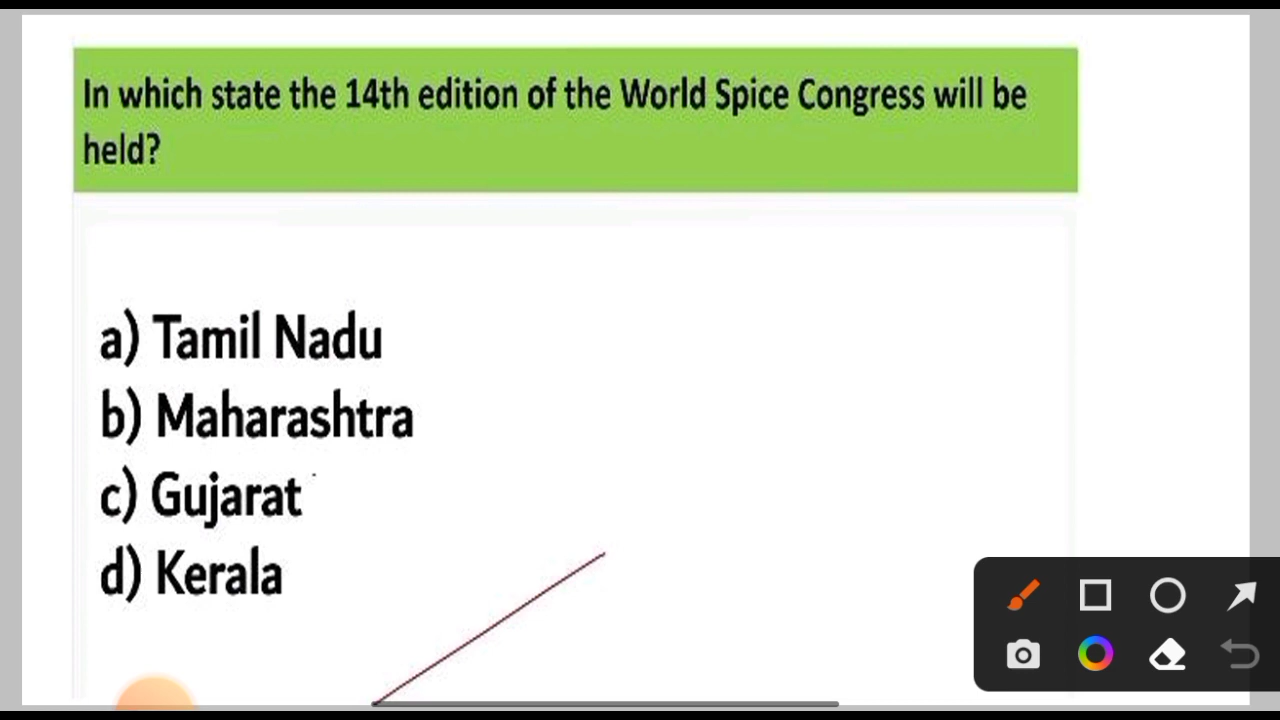 In which state the 14th edition of the World Spice Congress will be
held?
a) Tamil Nadu
b) Maharashtra
c) Gujarat
d) Kerala